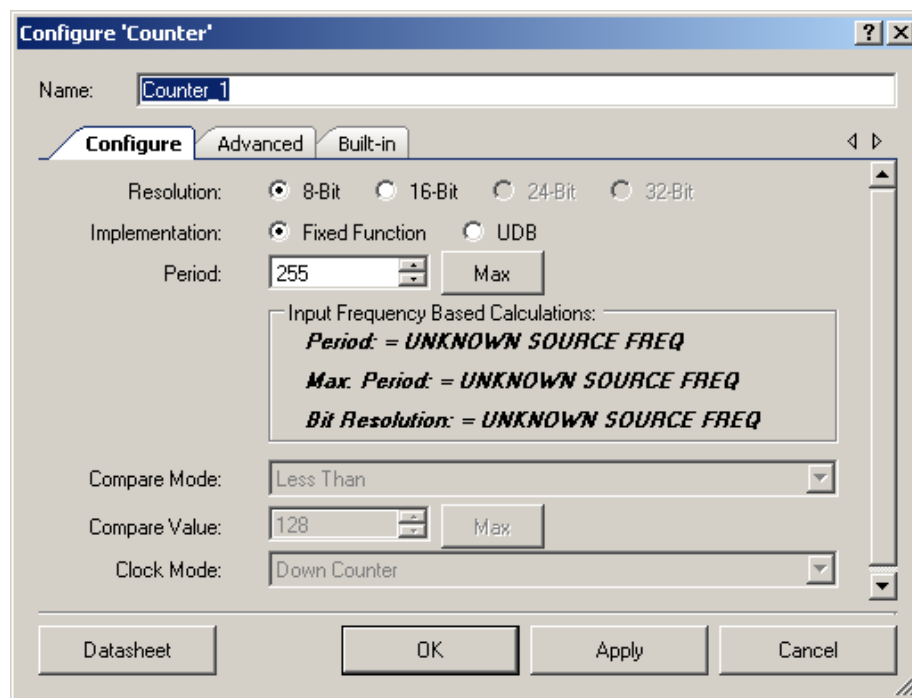 Configure 'Counter'
Name: Counter_1
Configure Advanced Built-in
Resolution: 8-Bit 16-Bit 24-Bit 32-Bit
Implementation: Fixed Function UDB
Period: 255 Max
Input Frequency Based Calculations:
Period: = UNKNOWN SOURCE FREQ
Max. Period: = UNKNOWN SOURCE FREQ
Bit Resolution: = UNKNOWN SOURCE FREQ
Compare Mode: Less Than
Compare Value: 128 Max
Clock Mode: Down Counter
Datasheet OK Apply Cancel